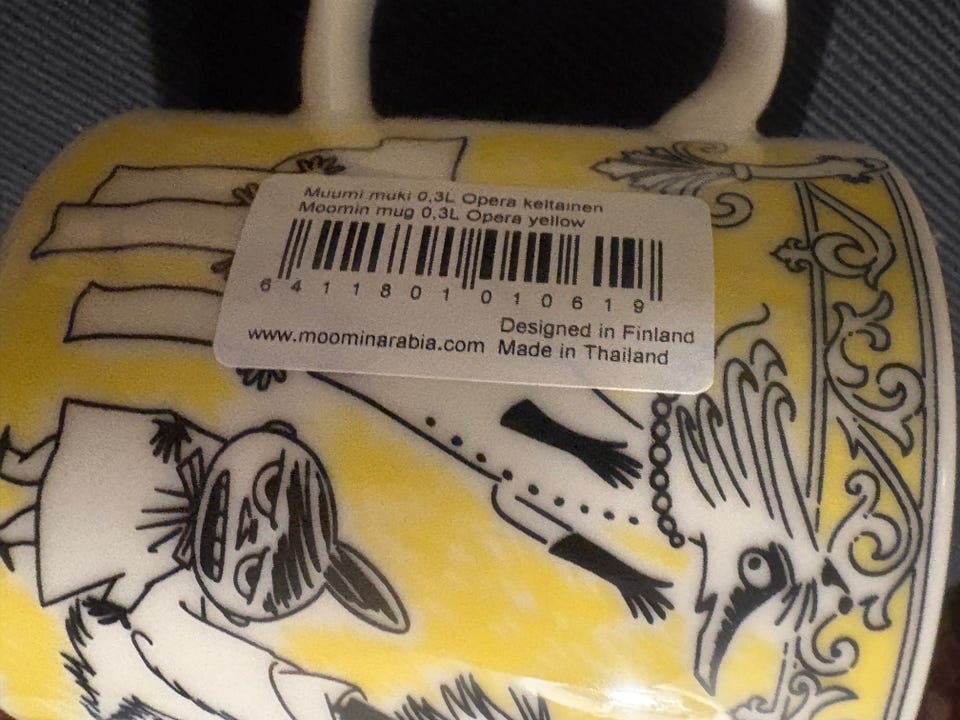 Muumi muki 0,3L Opera keltainen
Moomin mug 0,3L Opera yellow
6 411801 010619
www.moominarabia.com
Designed in Finland
Made in Thailand